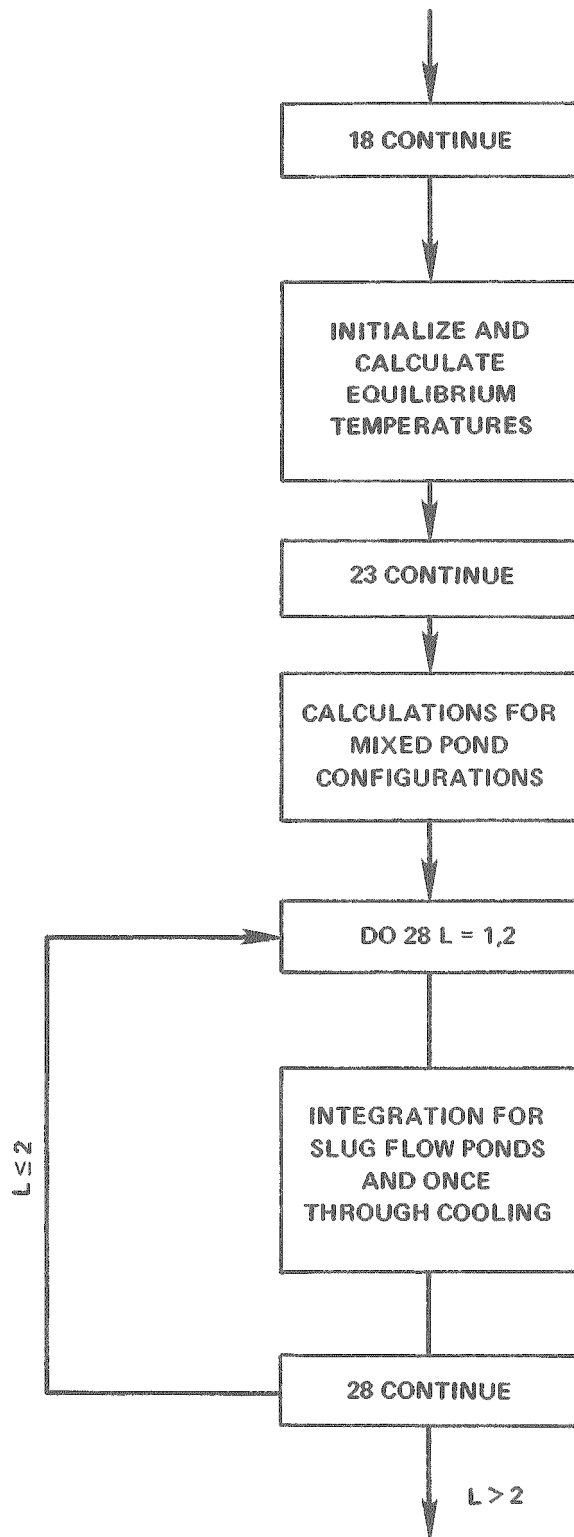 18 CONTINUE
INITIALIZE AND
CALCULATE
EQUILIBRIUM
TEMPERATURES
23 CONTINUE
CALCULATIONS FOR
MIXED POND
CONFIGURATIONS
DO 28 L = 1,2
INTEGRATION FOR
SLUG FLOW PONDS
AND ONCE
THROUGH COOLING
L ≤ 2
28 CONTINUE
L > 2